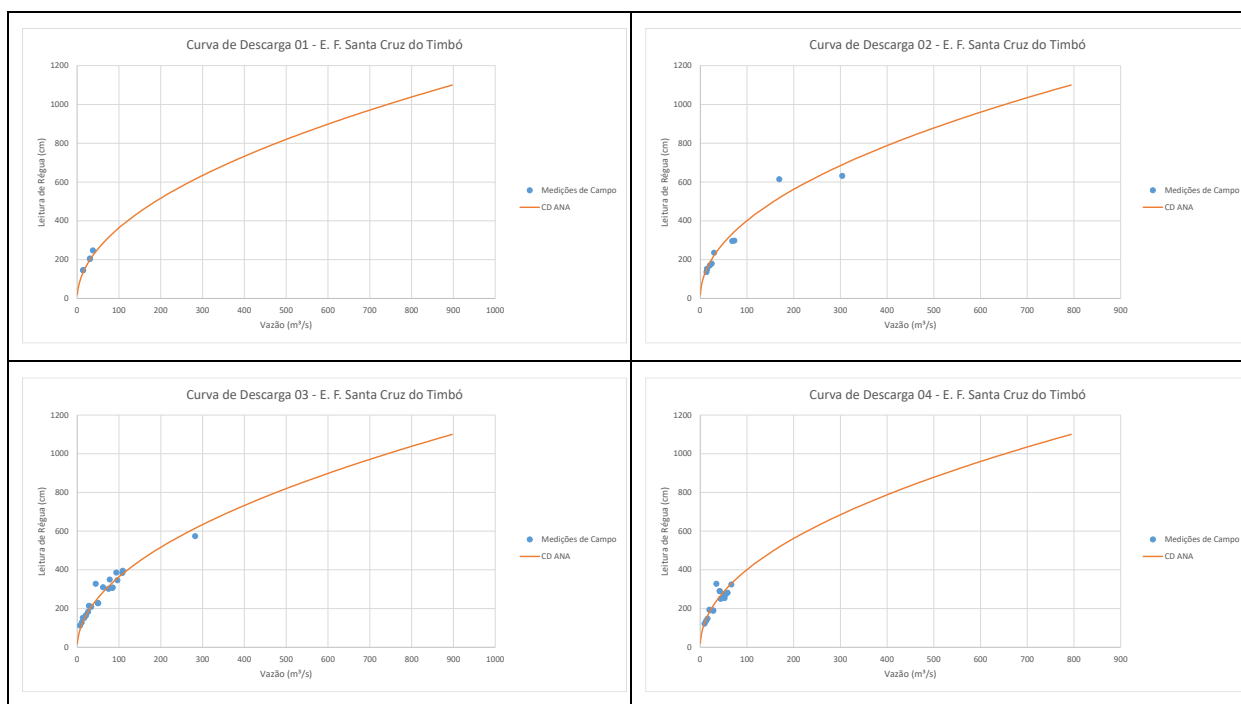 Curva de Descarga 01 - E. F. Santa Cruz do Timbó
1200
1000
800
600
400
200
0
Leitura de Régua (cm)
0 100 200 300 400 500 600 700 800 900 1000
Vazão (m³/s)
Medições de Campo
CD ANA
Curva de Descarga 02 - E. F. Santa Cruz do Timbó
1200
1000
800
600
400
200
0
Leitura de Régua (cm)
0 100 200 300 400 500 600 700 800 900
Vazão (m³/s)
Medições de Campo
CD ANA
Curva de Descarga 03 - E. F. Santa Cruz do Timbó
1200
1000
800
600
400
200
0
Leitura de Régua (cm)
0 100 200 300 400 500 600 700 800 900 1000
Vazão (m³/s)
Medições de Campo
CD ANA
Curva de Descarga 04 - E. F. Santa Cruz do Timbó
1200
1000
800
600
400
200
0
Leitura de Régua (cm)
0 100 200 300 400 500 600 700 800 900
Vazão (m³/s)
Medições de Campo
CD ANA